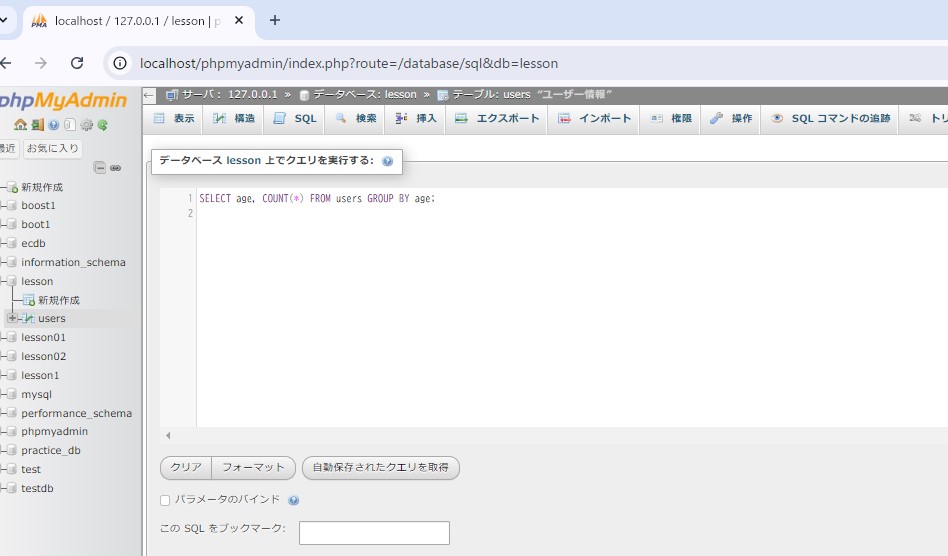 localhost / 127.0.0.1 / lesson | p
localhost/phpmyadmin/index.php?route=/database/sql&db=lesson
phpMyAdmin
最近 お気に入り
新規作成
boost1
boot1
ecdb
information_schema
lesson
新規作成
users
lesson01
lesson02
lesson1
mysql
performance_schema
phpmyadmin
practice_db
test
testdb
サーバ: 127.0.0.1 » データベース: lesson » テーブル: users "ユーザー情報"
表示 構造 SQL 検索 挿入 エクスポート インポート 権限 操作 SQL コマンドの追跡 トリ
データベース lesson 上でクエリを実行する:
1 SELECT age, COUNT(*) FROM users GROUP BY age;
2
クリア フォーマット 自動保存されたクエリを取得
パラメータのバインド
この SQL をブックマーク: